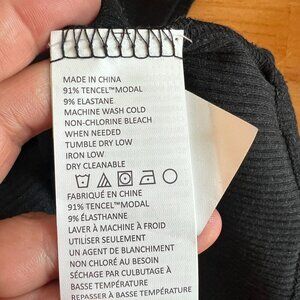 MADE IN CHINA
91% TENCEL™MODAL
9% ELASTANE
MACHINE WASH COLD
NON-CHLORINE BLEACH
WHEN NEEDED
TUMBLE DRY LOW
IRON LOW
DRY CLEANABLE
FABRIQUÉ EN CHINE
91% TENCEL™MODAL
9% ÉLASTHANNE
LAVER À MACHINE À FROID
UTILISER SEULEMENT
UN AGENT DE BLANCHIMENT
NON CHLORÉ AU BESOIN
SÉCHAGE PAR CULBUTAGE À
BASSE TEMPÉRATURE
REPASSER À BASSE TEMPÉRATURE